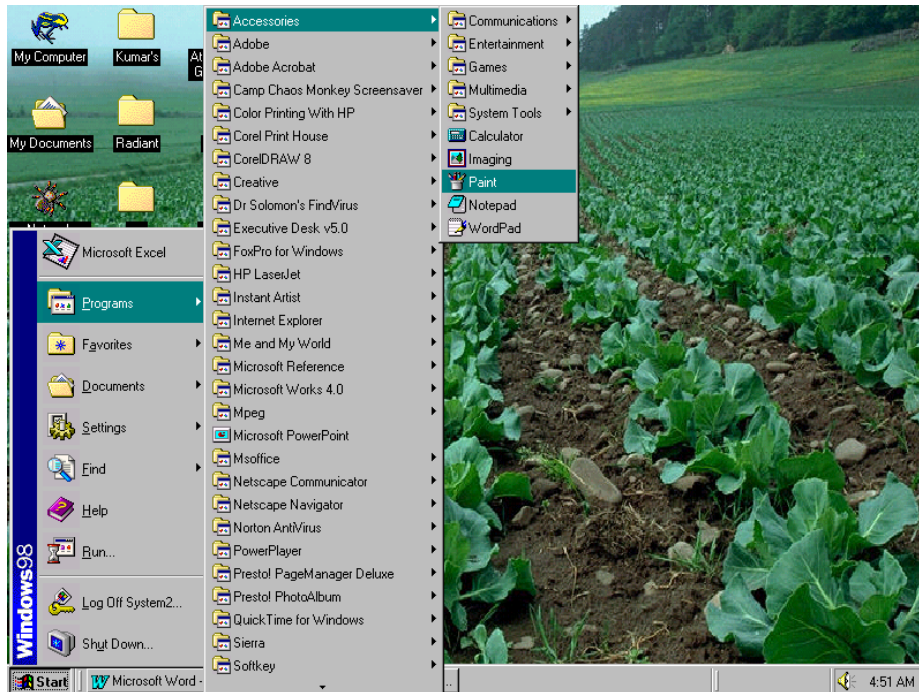 My Computer
Kumar's
At
G
My Documents
Radiant
Microsoft Excel
Programs
Favorites
Documents
Settings
Find
Help
Run...
Log Off System2...
Shut Down...
Windows98
Accessories
Adobe
Adobe Acrobat
Camp Chaos Monkey Screensaver
Color Printing With HP
Corel Print House
CorelDRAW 8
Creative
Dr Solomon's FindVirus
Executive Desk v5.0
FoxPro for Windows
HP LaserJet
Instant Artist
Internet Explorer
Me and My World
Microsoft Reference
Microsoft Works 4.0
Mpeg
Microsoft PowerPoint
Msoffice
Netscape Communicator
Netscape Navigator
Norton AntiVirus
PowerPlayer
Presto! PageManager Deluxe
Presto! PhotoAlbum
QuickTime for Windows
Sierra
Softkey
Communications
Entertainment
Games
Multimedia
System Tools
Calculator
Imaging
Paint
Notepad
WordPad
Start
Microsoft Word -
..
4:51 AM